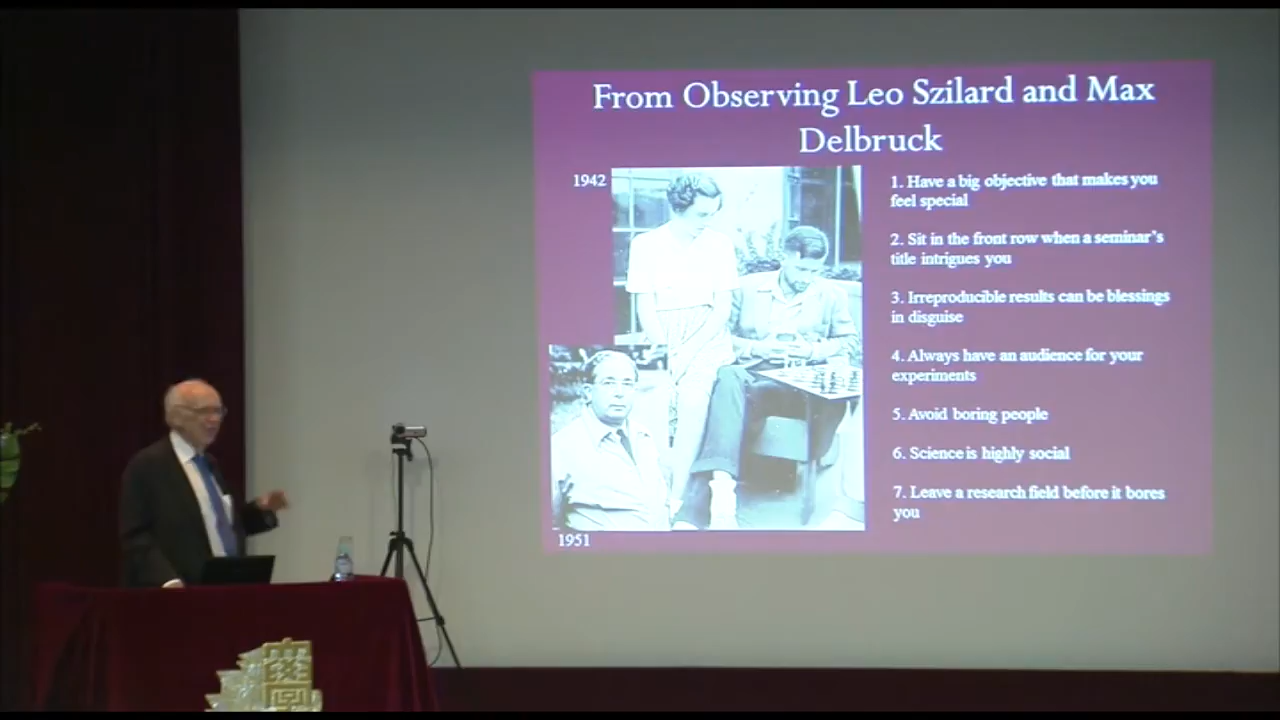 From Observing Leo Szilard and Max
Delbruck
1942
1. Have a big objective that makes you
feel special
2. Sit in the front row when a seminar's
title intrigues you
3. Irreproducible results can be blessings
in disguise
4. Always have an audience for your
experiments
5. Avoid boring people
6. Science is highly social
7. Leave a research field before it bores
you
1951